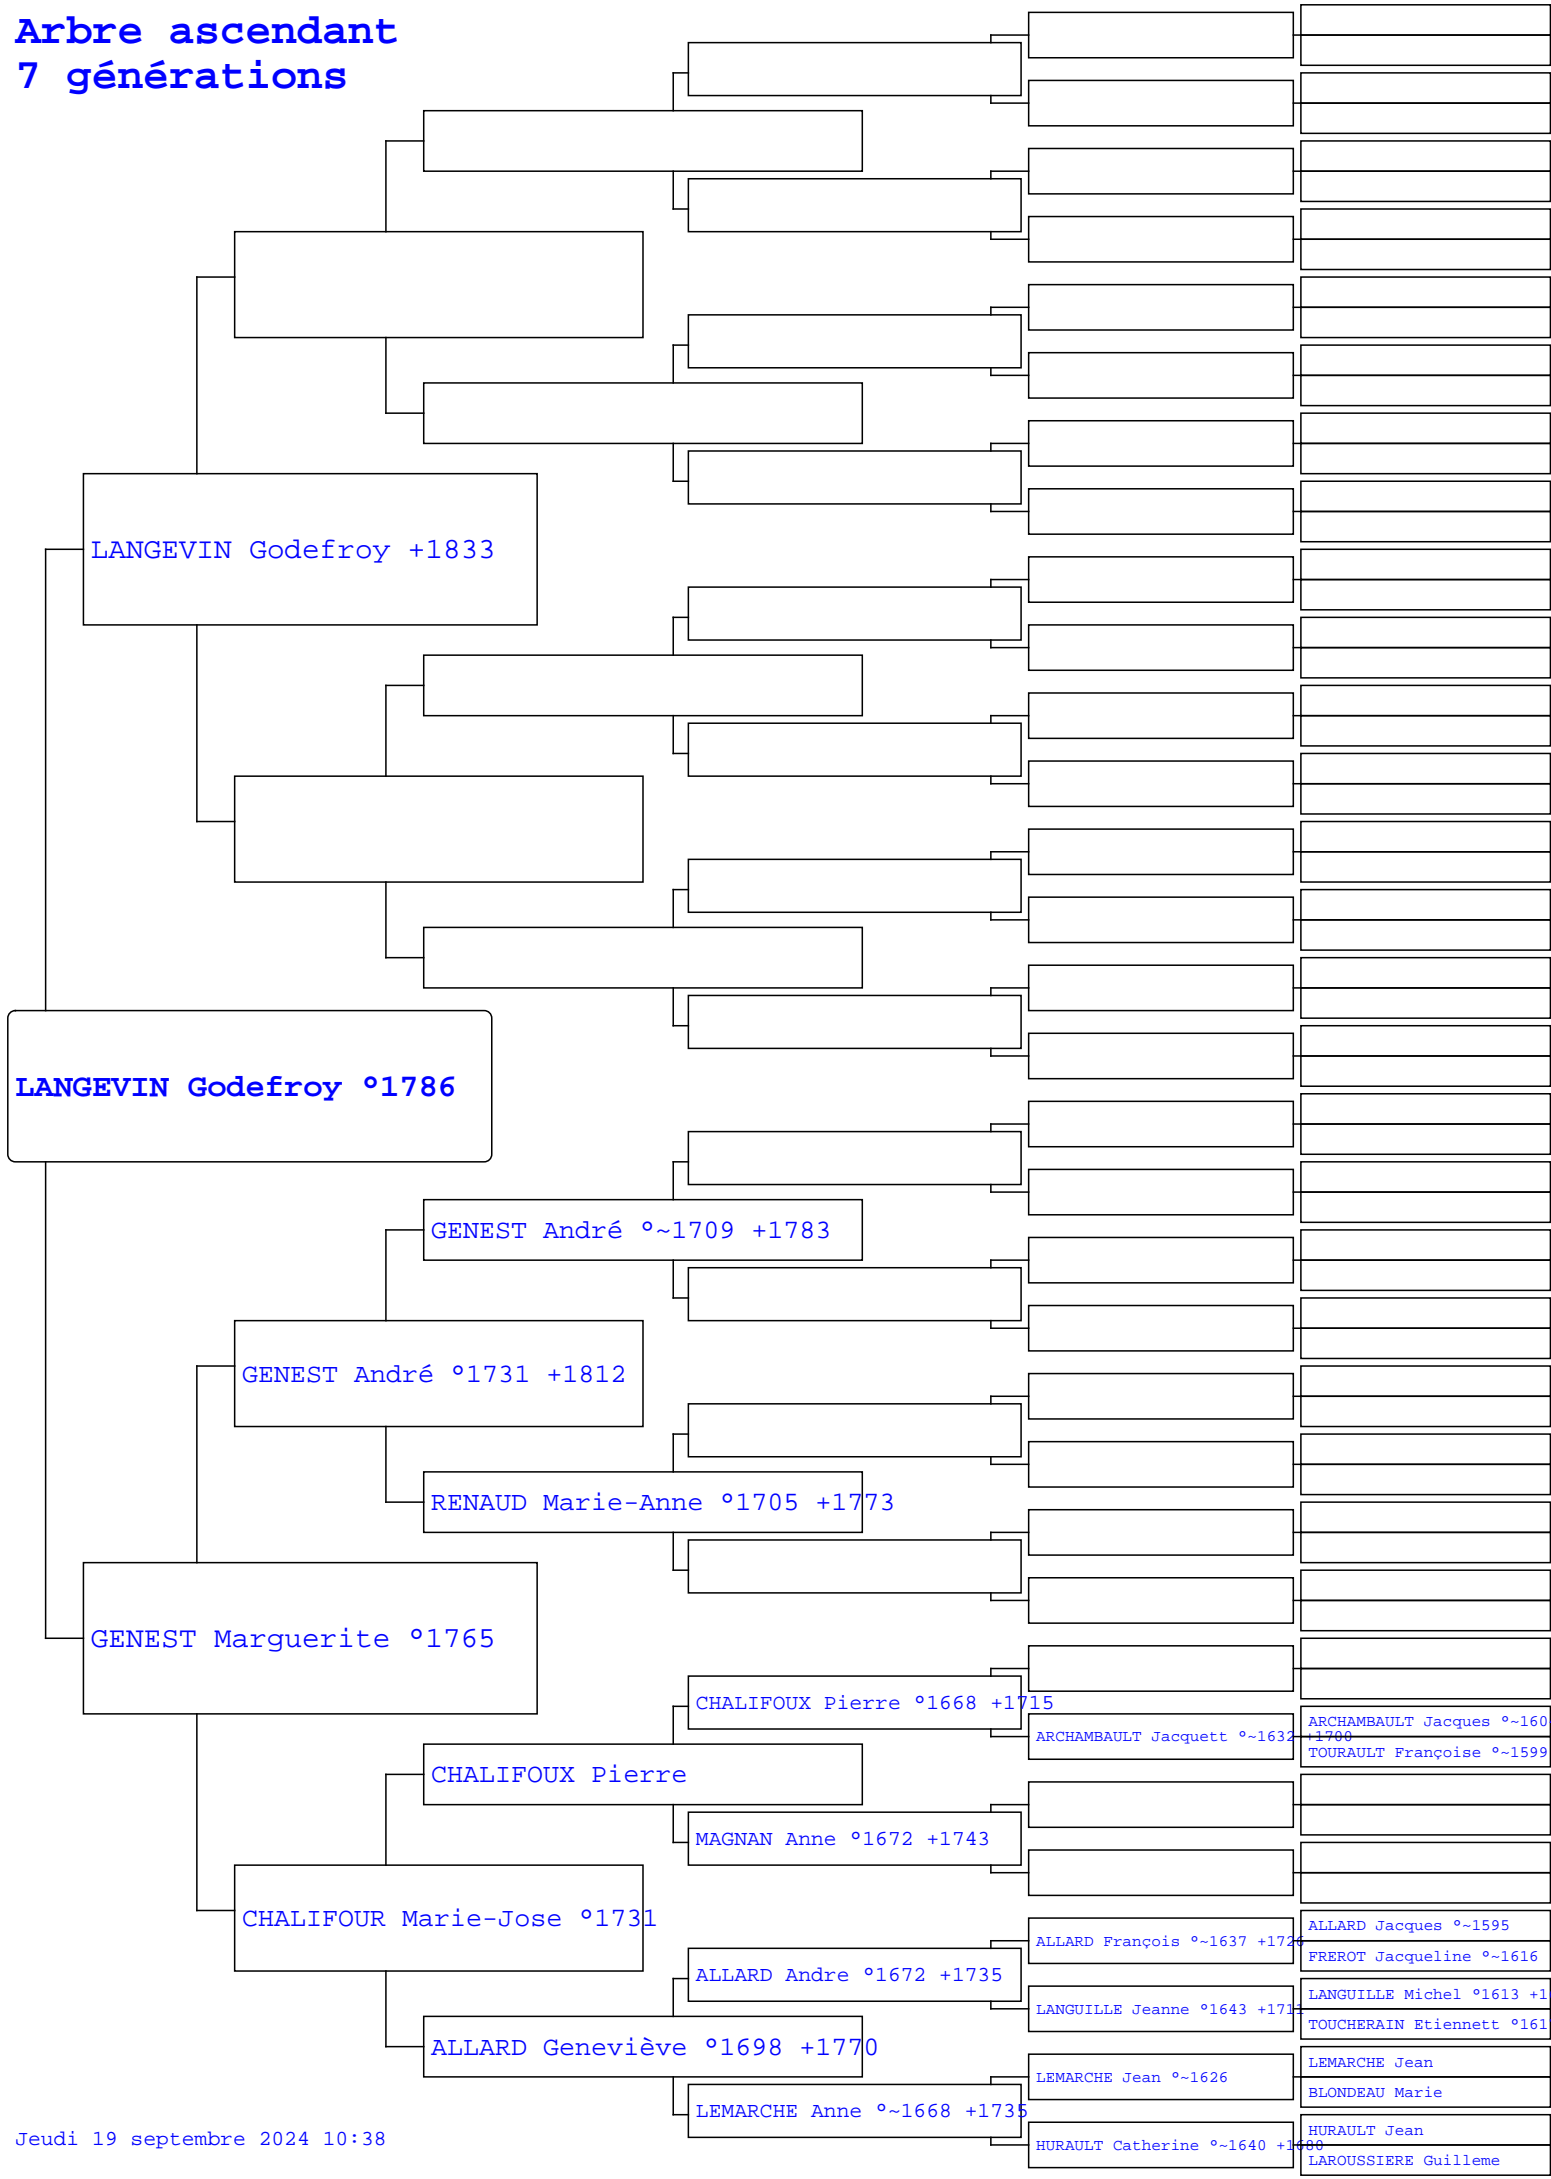 Arbre ascendant
7 générations
LANGEVIN Godefroy +1833
LANGEVIN Godefroy °1786
GENEST André °~1709 +1783
GENEST André °1731 +1812
RENAUD Marie-Anne °1705 +1773
GENEST Marguerite °1765
CHALIFOUX Pierre °1668 +1715
ARCHAMBAULT Jacques °~160
ARCHAMBAULT Jacquett °~1632 +1700
TOURAULT Françoise °~1599
CHALIFOUX Pierre
MAGNAN Anne °1672 +1743
CHALIFOUR Marie-Jose °1731
ALLARD Jacques °~1595
ALLARD François °~1637 +1726
FREROT Jacqueline °~1616
ALLARD Andre °1672 +1735
LANGUILLE Michel °1613 +1
LANGUILLE Jeanne °1643 +1711
TOUCHERAIN Etiennett °161
ALLARD Geneviève °1698 +1770
LEMARCHE Jean
LEMARCHE Jean °~1626
BLONDEAU Marie
LEMARCHE Anne °~1668 +1735
HURAULT Jean
HURAULT Catherine °~1640 +1680
LAROUSSIERE Guilleme
Jeudi 19 septembre 2024 10:38